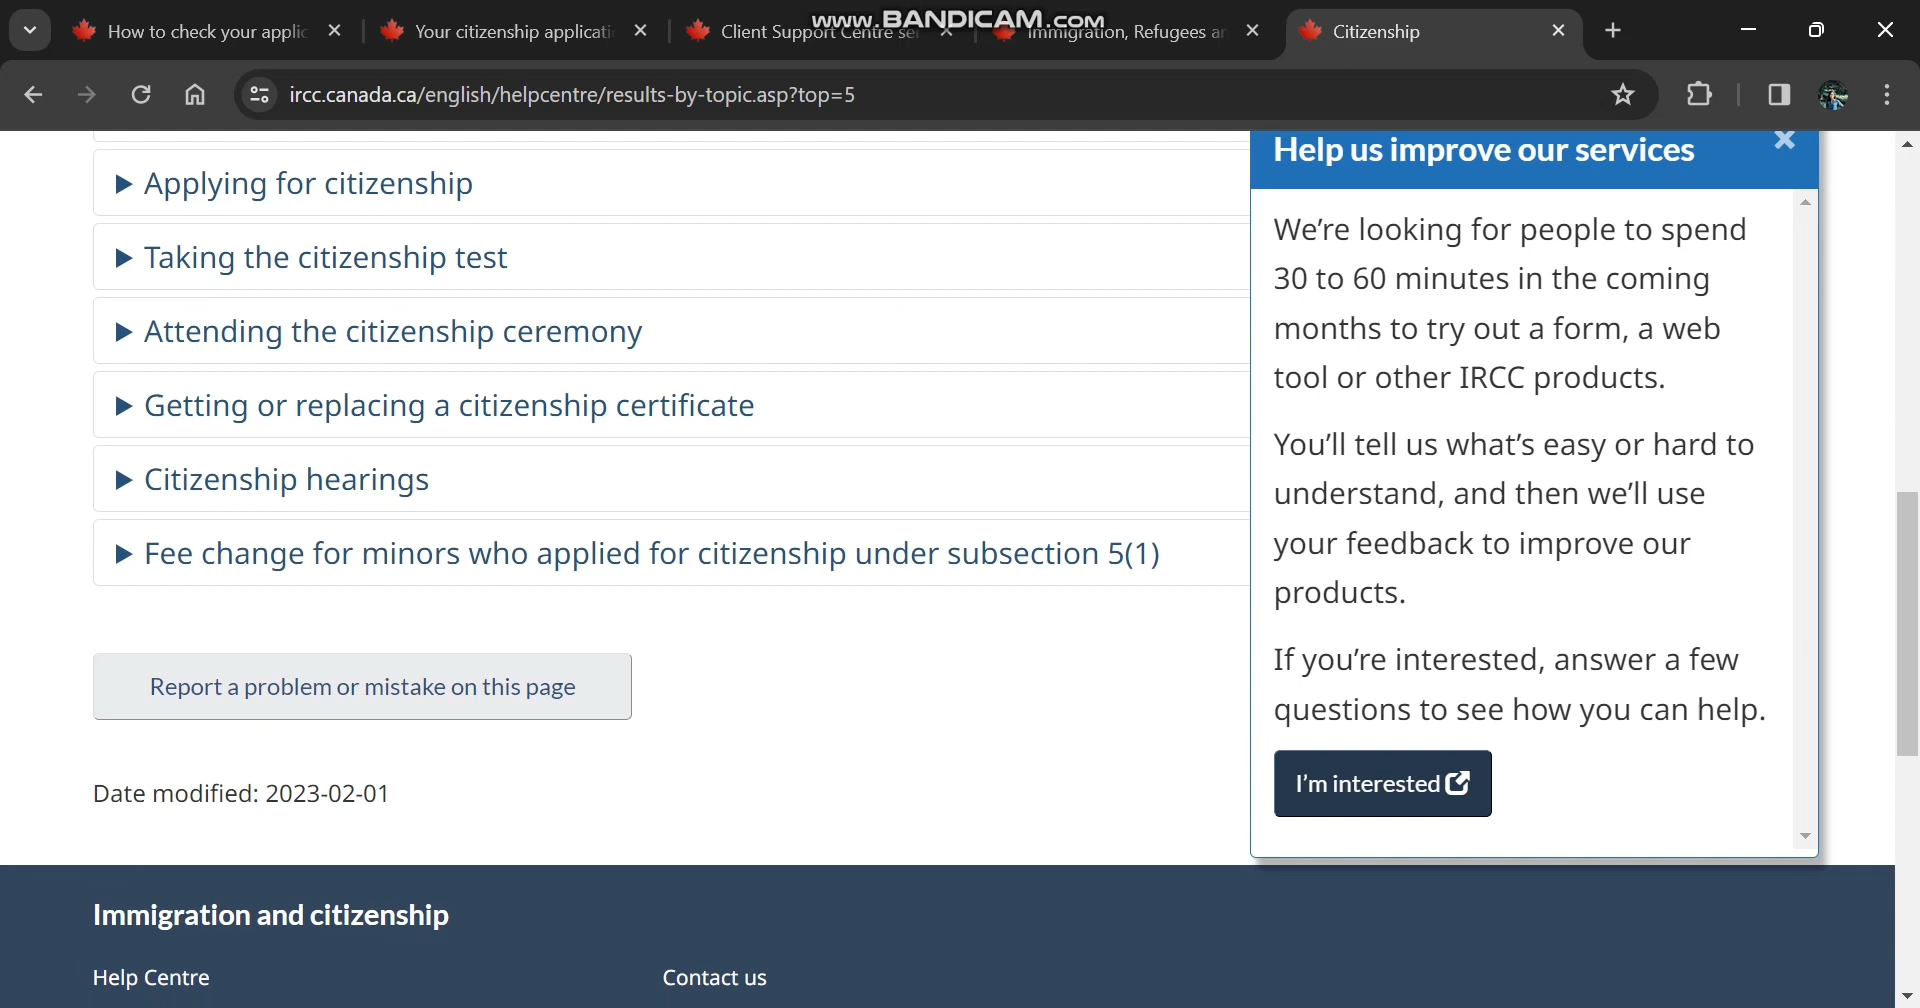 How to check your applic
Your citizenship applicati
Client Support Centre se
Immigration, Refugees ar
Citizenship
www.BANDICAM.com
ircc.canada.ca/english/helpcentre/results-by-topic.asp?top=5
Applying for citizenship
Taking the citizenship test
Attending the citizenship ceremony
Getting or replacing a citizenship certificate
Citizenship hearings
Fee change for minors who applied for citizenship under subsection 5(1)
Report a problem or mistake on this page
Date modified: 2023-02-01
Help us improve our services
We’re looking for people to spend
30 to 60 minutes in the coming
months to try out a form, a web
tool or other IRCC products.
You’ll tell us what’s easy or hard to
understand, and then we’ll use
your feedback to improve our
products.
If you’re interested, answer a few
questions to see how you can help.
I’m interested
Immigration and citizenship
Help Centre
Contact us